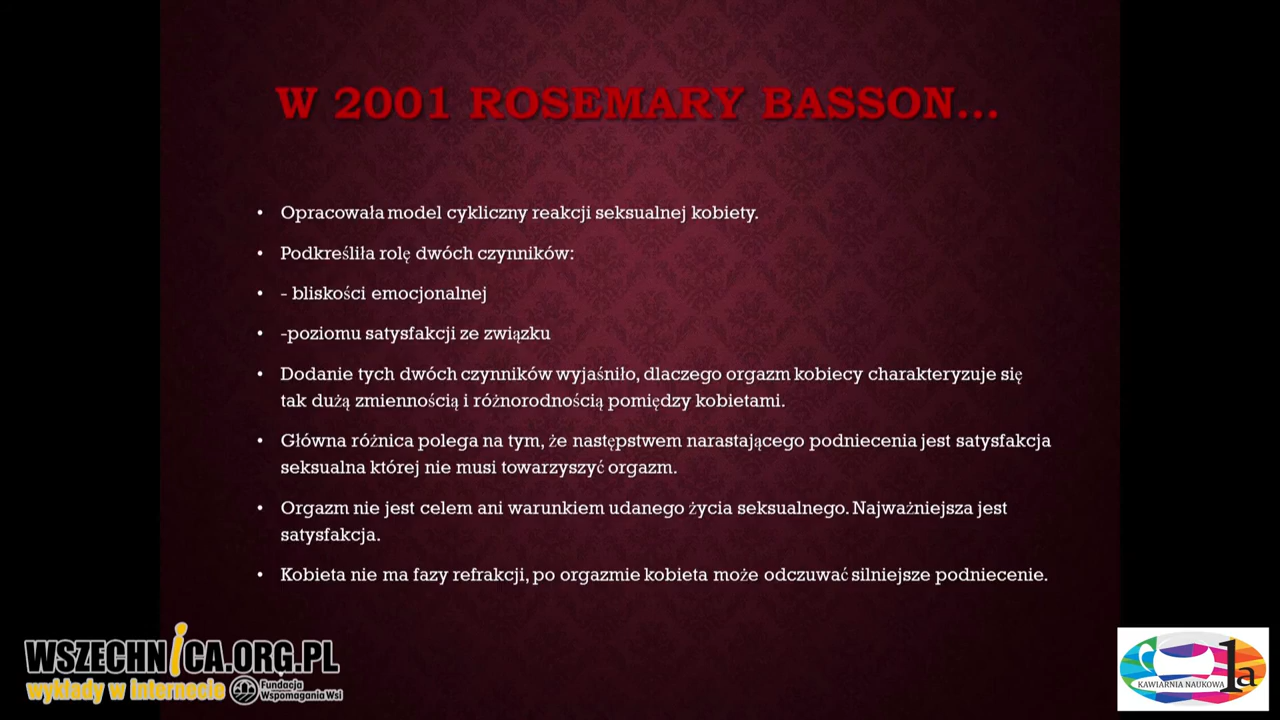 W 2001 ROSEMARY BASSON...
• Opracowała model cykliczny reakcji seksualnej kobiety.
• Podkreśliła rolę dwóch czynników:
• - bliskości emocjonalnej
• -poziomu satysfakcji ze związku
• Dodanie tych dwóch czynników wyjaśniło, dlaczego orgazm kobiecy charakteryzuje się
tak dużą zmiennością i różnorodnością pomiędzy kobietami.
• Główna różnica polega na tym, że następstwem narastającego podniecenia jest satysfakcja
seksualna której nie musi towarzyszyć orgazm.
• Orgazm nie jest celem ani warunkiem udanego życia seksualnego. Najważniejsza jest
satysfakcja.
• Kobieta nie ma fazy refrakcji, po orgazmie kobieta może odczuwać silniejsze podniecenie.
WSZECHNiCA.ORG.PL
wykłady w internecie
Fundacja
Wspomagania Wsi
KAWIARNIA NAUKOWA 1a